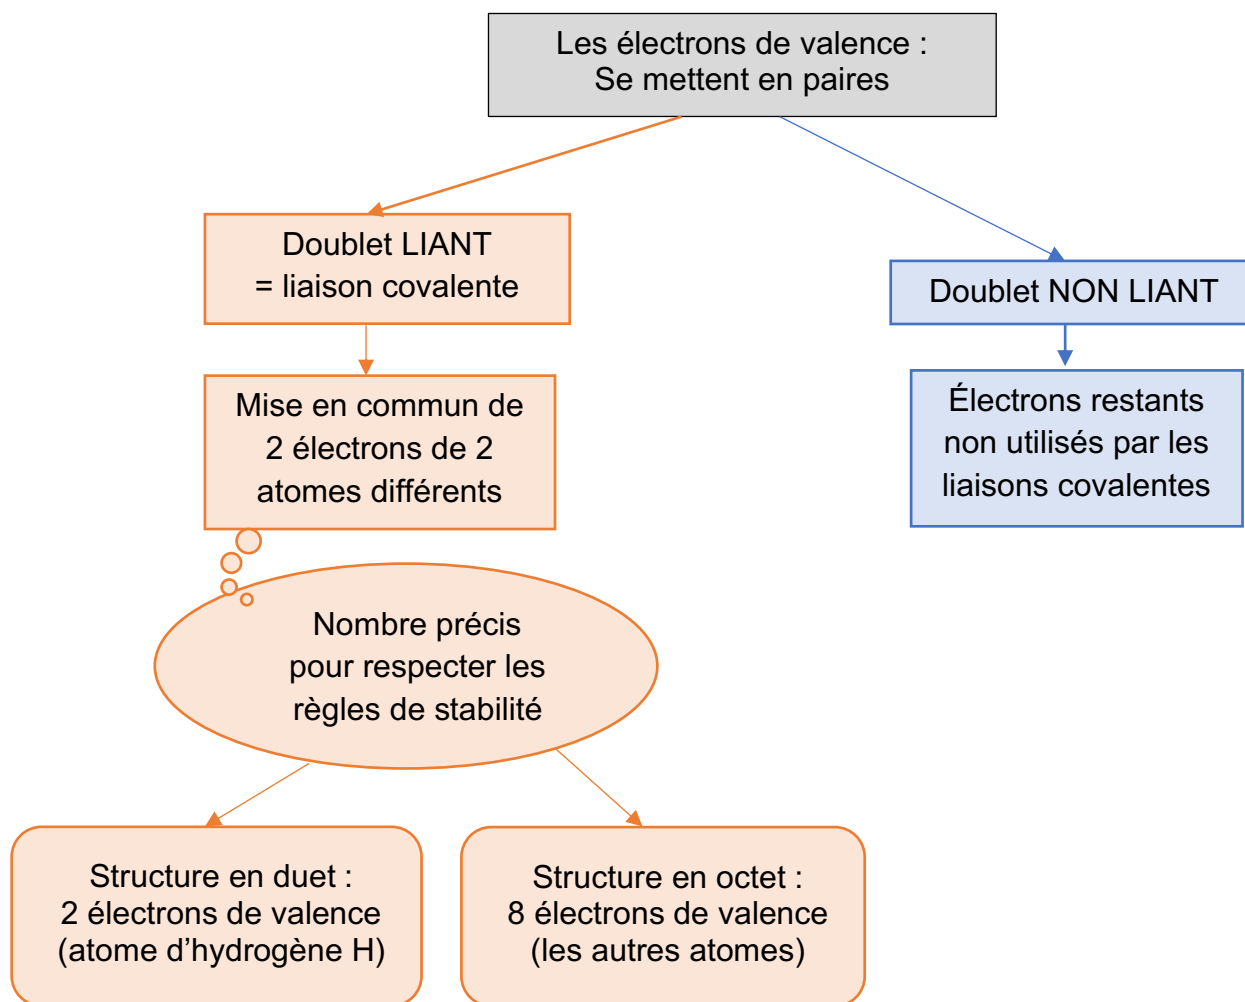 Les électrons de valence :
Se mettent en paires
Doublet LIANT
= liaison covalente
Doublet NON LIANT
Mise en commun de
2 électrons de 2
atomes différents
Électrons restants
non utilisés par les
liaisons covalentes
Nombre précis
pour respecter les
règles de stabilité
Structure en duet :
2 électrons de valence
(atome d’hydrogène H)
Structure en octet :
8 électrons de valence
(les autres atomes)